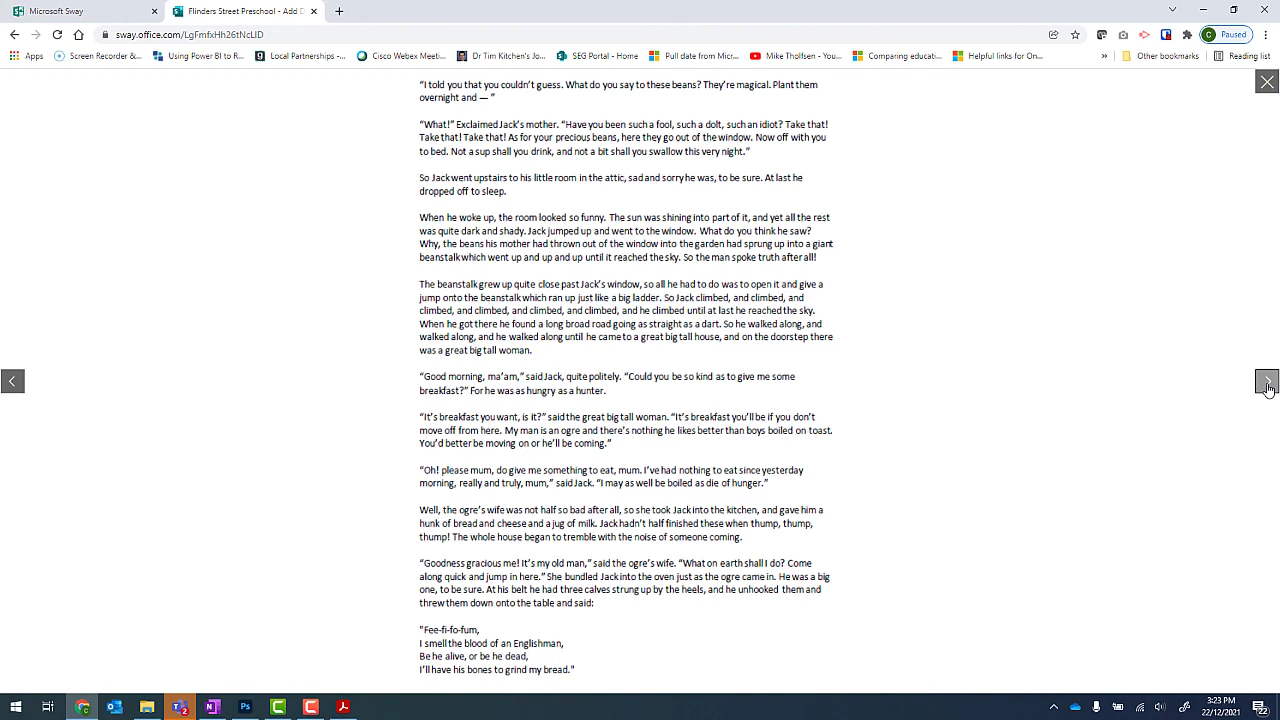 Microsoft Sway
Flinders Street Preschool - Add D
sway.office.com/LgFmfxHh26tNcLID
Paused
Apps
Screen Recorder &...
Using Power BI to R...
Local Partnerships -...
Cisco Webex Meet...
Dr Tim Kitchen's Jo...
SEG Portal - Home
Pull date from Micr...
Mike Tholfsen - You...
Comparing educati...
Helpful links for On...
Other bookmarks
Reading list
“I told you that you couldn’t guess. What do you say to these beans? They’re magical. Plant them
overnight and — ”
“What!” Exclaimed Jack’s mother. “Have you been such a fool, such a dolt, such an idiot? Take that!
Take that! Take that! As for your precious beans, here they go out of the window. Now off with you
to bed. Not a sup shall you drink, and not a bit shall you swallow this very night.”
So Jack went upstairs to his little room in the attic, sad and sorry he was, to be sure. At last he
dropped off to sleep.
When he woke up, the room looked so funny. The sun was shining into part of it, and yet all the rest
was quite dark and shady. Jack jumped up and went to the window. What do you think he saw?
Why, the beans his mother had thrown out of the window into the garden had sprung up into a giant
beanstalk which went up and up and up until it reached the sky. So the man spoke truth after all!
The beanstalk grew up quite close past Jack’s window, so all he had to do was to open it and give a
jump onto the beanstalk which ran up just like a big ladder. So Jack climbed, and climbed, and
climbed, and climbed, and climbed, and climbed, and he climbed until at last he reached the sky.
When he got there he found a long broad road going as straight as a dart. So he walked along, and
walked along, and he walked along until he came to a great big tall house, and on the doorstep there
was a great big tall woman.
“Good morning, ma’am,” said Jack, quite politely. “Could you be so kind as to give me some
breakfast?” For he was as hungry as a hunter.
“It’s breakfast you want, is it?” said the great big tall woman. “It’s breakfast you’ll be if you don’t
move off from here. My man is an ogre and there’s nothing he likes better than boys boiled on toast.
You’d better be moving on or he’ll be coming.”
“Oh! please mum, do give me something to eat, mum. I’ve had nothing to eat since yesterday
morning, really and truly, mum,” said Jack. “I may as well be boiled as die of hunger.”
Well, the ogre’s wife was not half so bad after all, so she took Jack into the kitchen, and gave him a
hunk of bread and cheese and a jug of milk. Jack hadn’t half finished these when thump, thump,
thump! The whole house began to tremble with the noise of someone coming.
“Goodness gracious me! It’s my old man,” said the ogre’s wife. “What on earth shall I do? Come
along quick and jump in here.” She bundled Jack into the oven just as the ogre came in. He was a big
one, to be sure. At his belt he had three calves strung up by the heels, and he unhooked them and
threw them down onto the table and said:
"Fee-fi-fo-fum,
I smell the blood of an Englishman,
Be he alive, or be he dead,
I’ll have his bones to grind my bread."
3:23 PM
22/12/2021